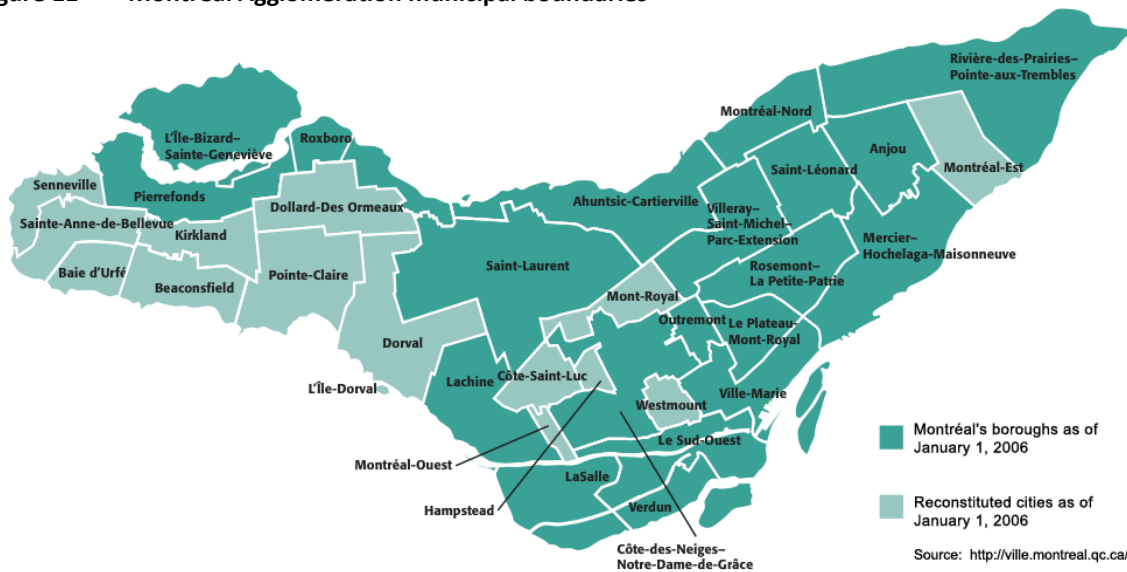 Montréal Agglomeration municipal boundaries
Rivière-des-Prairies–
Pointe-aux-Trembles
Montréal-Nord
L'Île-Bizard–
Sainte-Geneviève
Roxboro
Anjou
Saint-Léonard
Montréal-Est
Senneville
Pierrefonds
Dollard-Des Ormeaux
Ahuntsic-Cartierville
Villeray–
Saint-Michel–
Parc-Extension
Sainte-Anne-de-Bellevue
Kirkland
Mercier–
Hochelaga-Maisonneuve
Baie d'Urfé
Pointe-Claire
Saint-Laurent
Rosemont–
La Petite-Patrie
Beaconsfield
Mont-Royal
Outremont
Le Plateau-
Mont-Royal
Dorval
L'Île-Dorval
Lachine
Côte-Saint-Luc
Ville-Marie
Westmount
Le Sud-Ouest
Montréal-Ouest
LaSalle
Hampstead
Verdun
Côte-des-Neiges–
Notre-Dame-de-Grâce
Montréal's boroughs as of
January 1, 2006
Reconstituted cities as of
January 1, 2006
Source: http://ville.montreal.qc.ca/